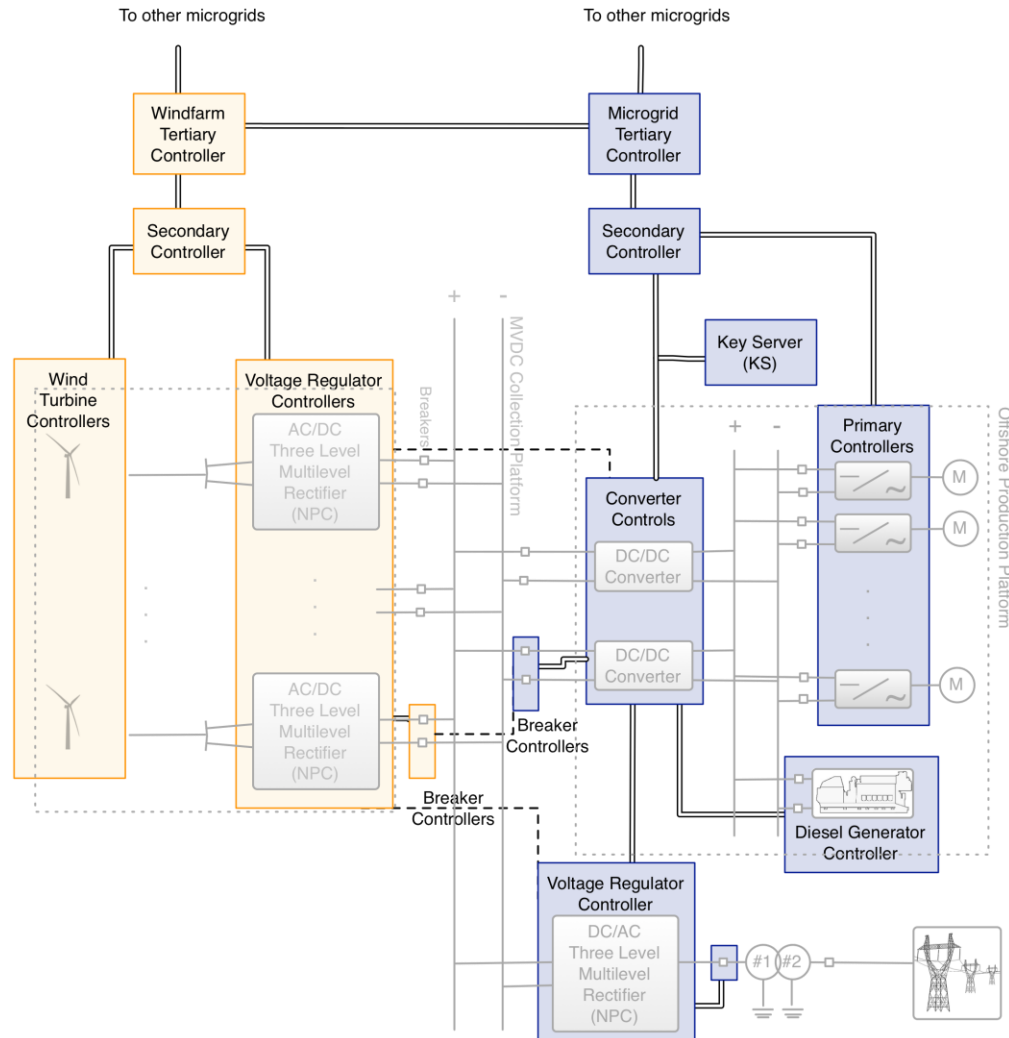 To other microgrids
To other microgrids
Windfarm
Tertiary
Controller
Microgrid
Tertiary
Controller
Secondary
Controller
Secondary
Controller
+
-
MVDC Collection Platform
Key Server
(KS)
Wind
Turbine
Controllers
Voltage Regulator
Controllers
Breakers
AC/DC
Three Level
Multilevel
Rectifier
(NPC)
Offshore Production Platform
+
-
Primary
Controllers
M
M
Converter
Controls
DC/DC
Converter
DC/DC
Converter
M
AC/DC
Three Level
Multilevel
Rectifier
(NPC)
Breaker
Controllers
Breaker
Controllers
Diesel Generator
Controller
Voltage Regulator
Controller
DC/AC
Three Level
Multilevel
Rectifier
(NPC)
#1
#2